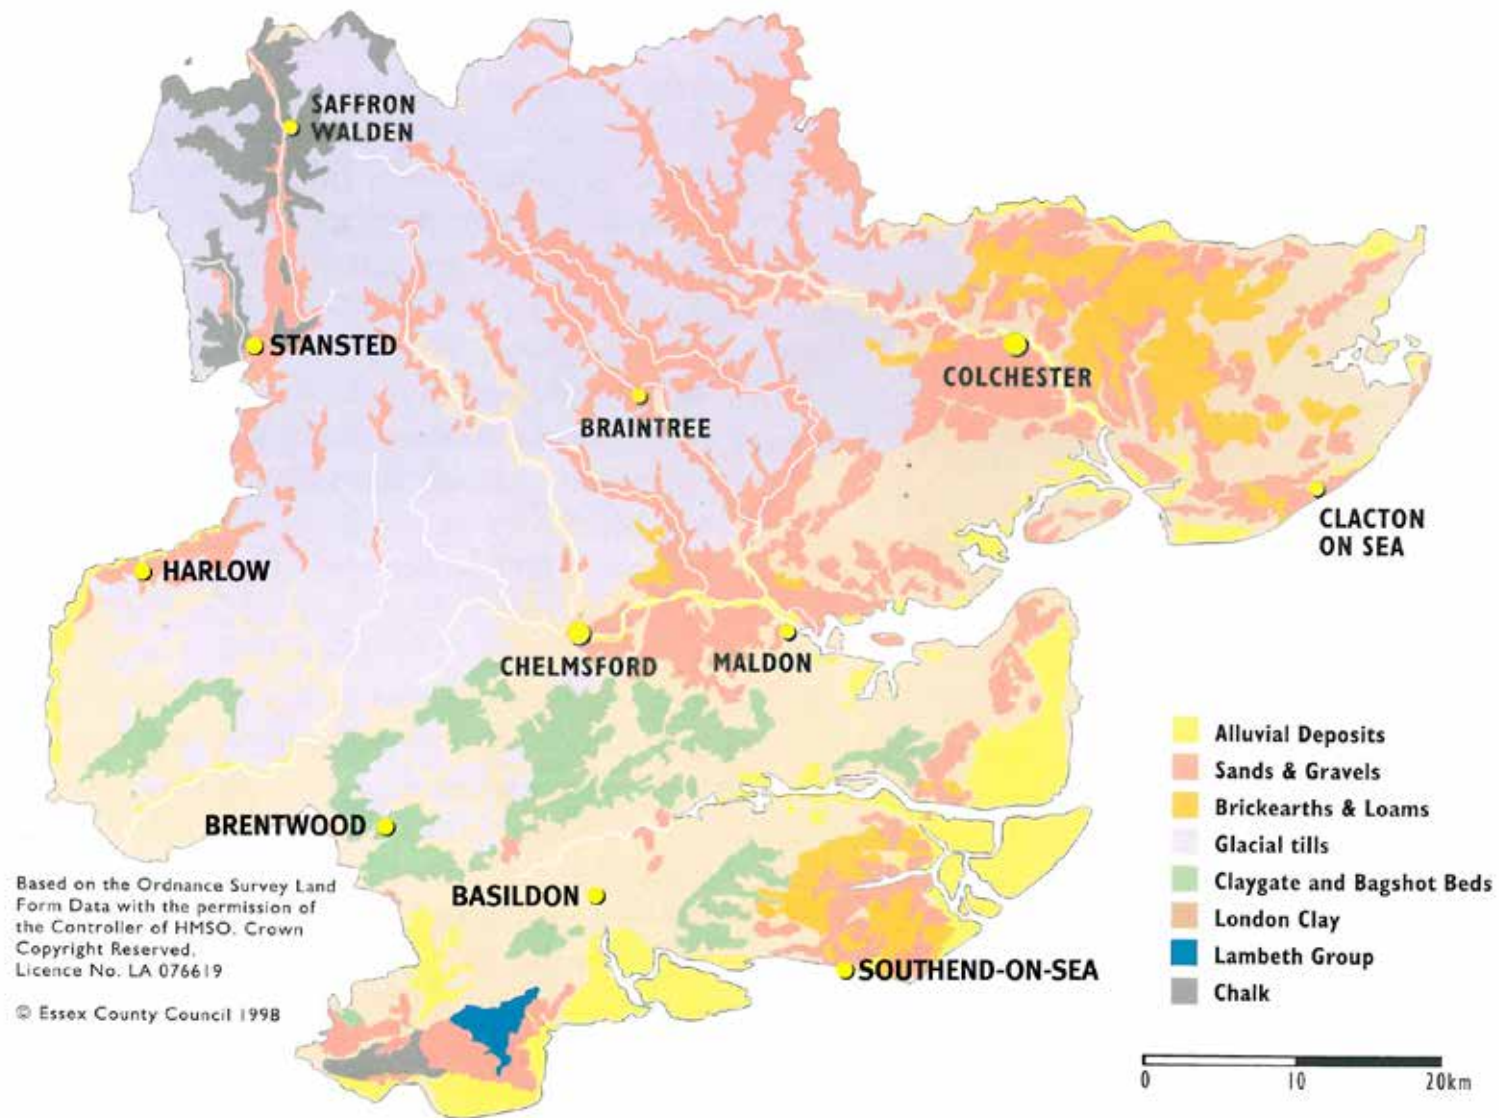 SAFFRON
WALDEN
STANSTED
COLCHESTER
BRAINTREE
CLACTON
ON SEA
HARLOW
CHELMSFORD
MALDON
BRENTWOOD
BASILDON
SOUTHEND-ON-SEA
Alluvial Deposits
Sands & Gravels
Brickearths & Loams
Glacial tills
Claygate and Bagshot Beds
London Clay
Lambeth Group
Chalk
Based on the Ordnance Survey Land
Form Data with the permission of
the Controller of HMSO. Crown
Copyright Reserved.
Licence No. LA 076619
© Essex County Council 1998
0 10 20km